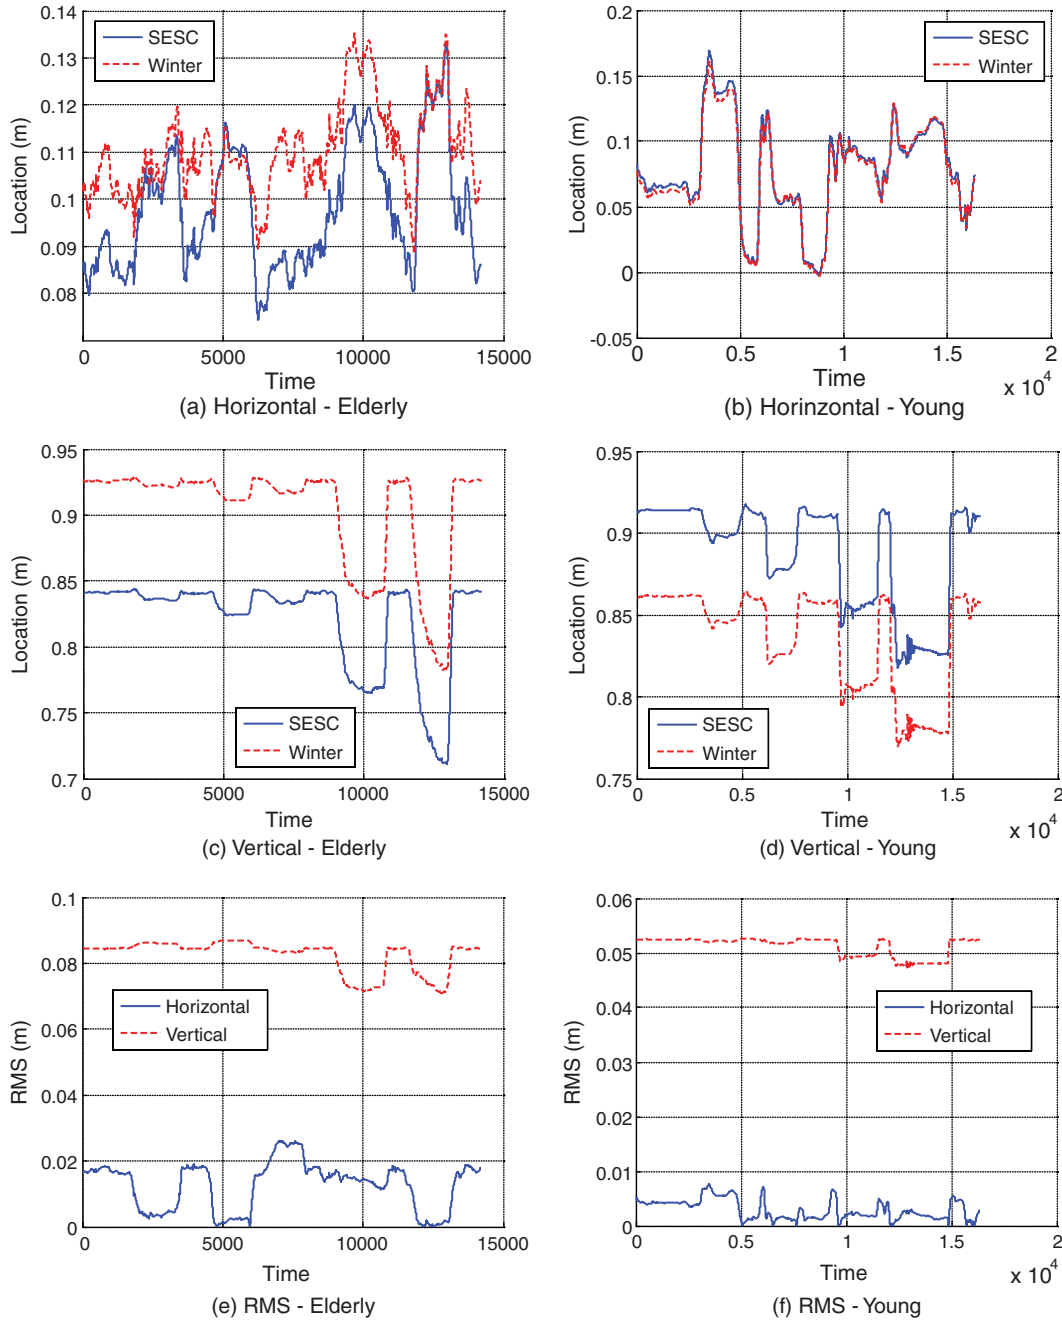 0.14
0.13
0.12
0.11
0.1
0.09
0.08
Location (m)
SESC
Winter
0
5000
10000
15000
Time
(a) Horizontal - Elderly
0.2
0.15
0.1
0.05
0
-0.05
Location (m)
SESC
Winter
0
0.5
1
1.5
2
Time
x 10^4
(b) Horinzontal - Young
0.95
0.9
0.85
0.8
0.75
0.7
Location (m)
SESC
Winter
0
5000
10000
15000
Time
(c) Vertical - Elderly
0.95
0.9
0.85
0.8
0.75
Location (m)
SESC
Winter
0
0.5
1
1.5
2
Time
x 10^4
(d) Vertical - Young
0.1
0.08
0.06
0.04
0.02
0
RMS (m)
Horizontal
Vertical
0
5000
10000
15000
Time
(e) RMS - Elderly
0.06
0.05
0.04
0.03
0.02
0.01
0
RMS (m)
Horizontal
Vertical
0
0.5
1
1.5
2
Time
x 10^4
(f) RMS - Young